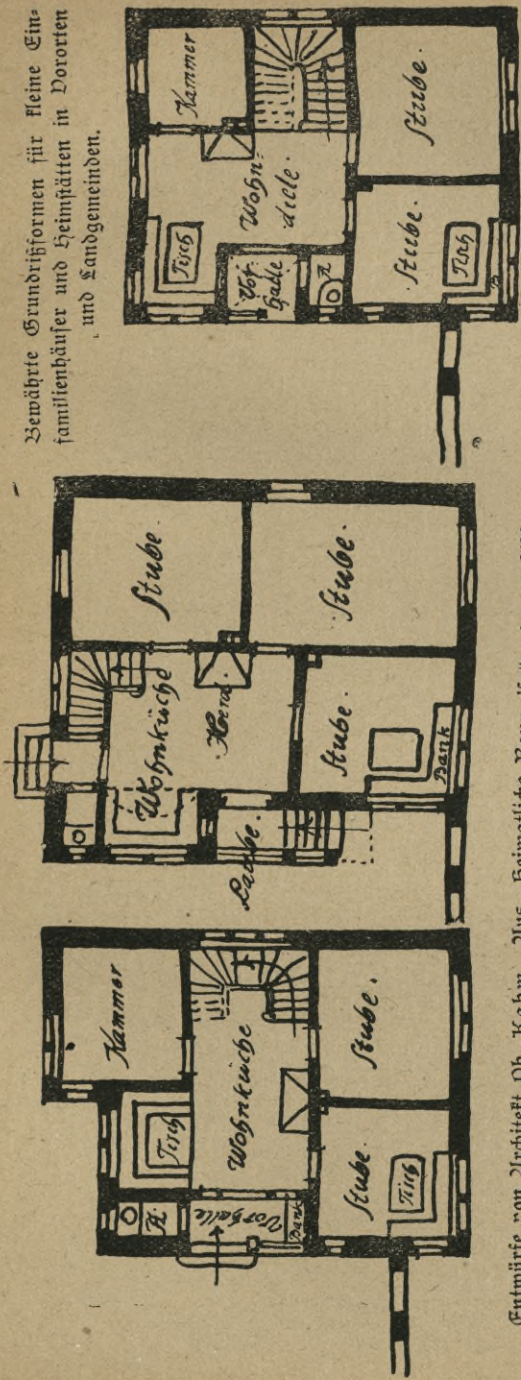 Bewährte Grundrißformen für kleine Ein-
familienhäuser und Heimstätten in Vororten
und Landgemeinden.
Kammer
Tisch
A.
Wohnküche
Vorhalle
Bank
Stube.
Stube.
Tisch
Stube.
Wohnküche
Herd.
Laube.
Stube.
Stube.
Bank
Kammer
Tisch
Wohn-
diele.
Vor-
halle
A
Stube.
Stube.
Tisch
B
Entwürfe von Architekt Ph. Kahm. Aus Heimatliche